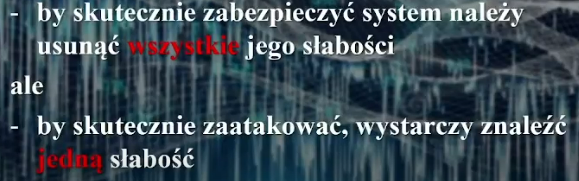 - by skutecznie zabezpieczyć system należy
usunąć wszystkie jego słabości
ale
- by skutecznie zaatakować, wystarczy znaleźć
jedną słabość